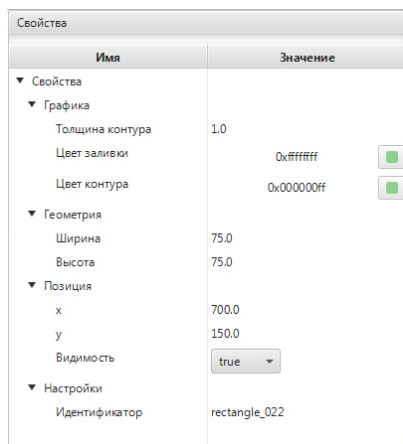 Свойства
Имя Значение
Свойства
Графика
Толщина контура 1.0
Цвет заливки 0xffffffff
Цвет контура 0x000000ff
Геометрия
Ширина 75.0
Высота 75.0
Позиция
x 700.0
y 150.0
Видимость true
Настройки
Идентификатор rectangle_022